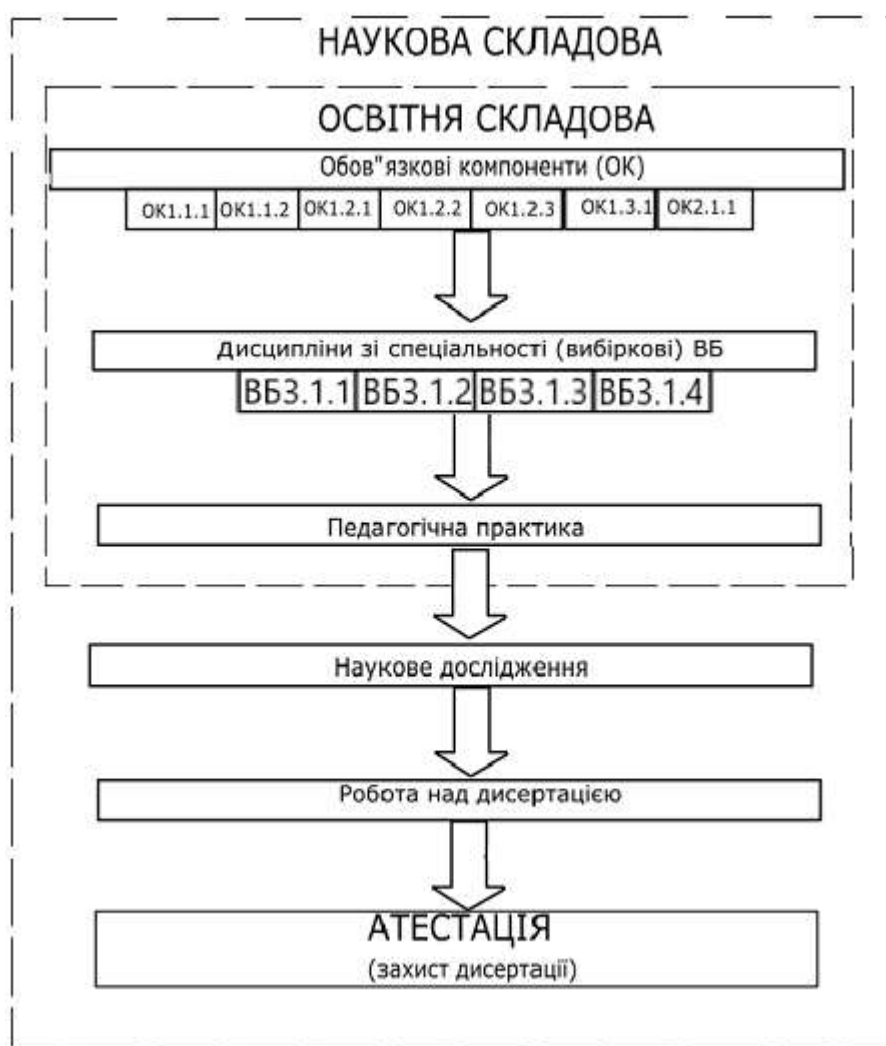 НАУКОВА СКЛАДОВА
ОСВІТНЯ СКЛАДОВА
Обов"язкові компоненти (ОК)
ОК1.1.1 ОК1.1.2 ОК1.2.1 ОК1.2.2 ОК1.2.3 ОК1.3.1 ОК2.1.1
Дисципліни зі спеціальності (вибіркові) ВБ
ВБ3.1.1 ВБ3.1.2 ВБ3.1.3 ВБ3.1.4
Педагогічна практика
Наукове дослідження
Робота над дисертацією
АТЕСТАЦІЯ
(захист дисертації)